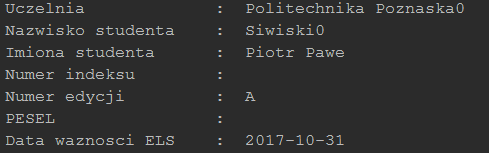 Uczelnia : Politechnika Poznaska0
Nazwisko studenta : Siwiski0
Imiona studenta : Piotr Pawe
Numer indeksu :
Numer edycji : A
PESEL :
Data waznosci ELS : 2017-10-31